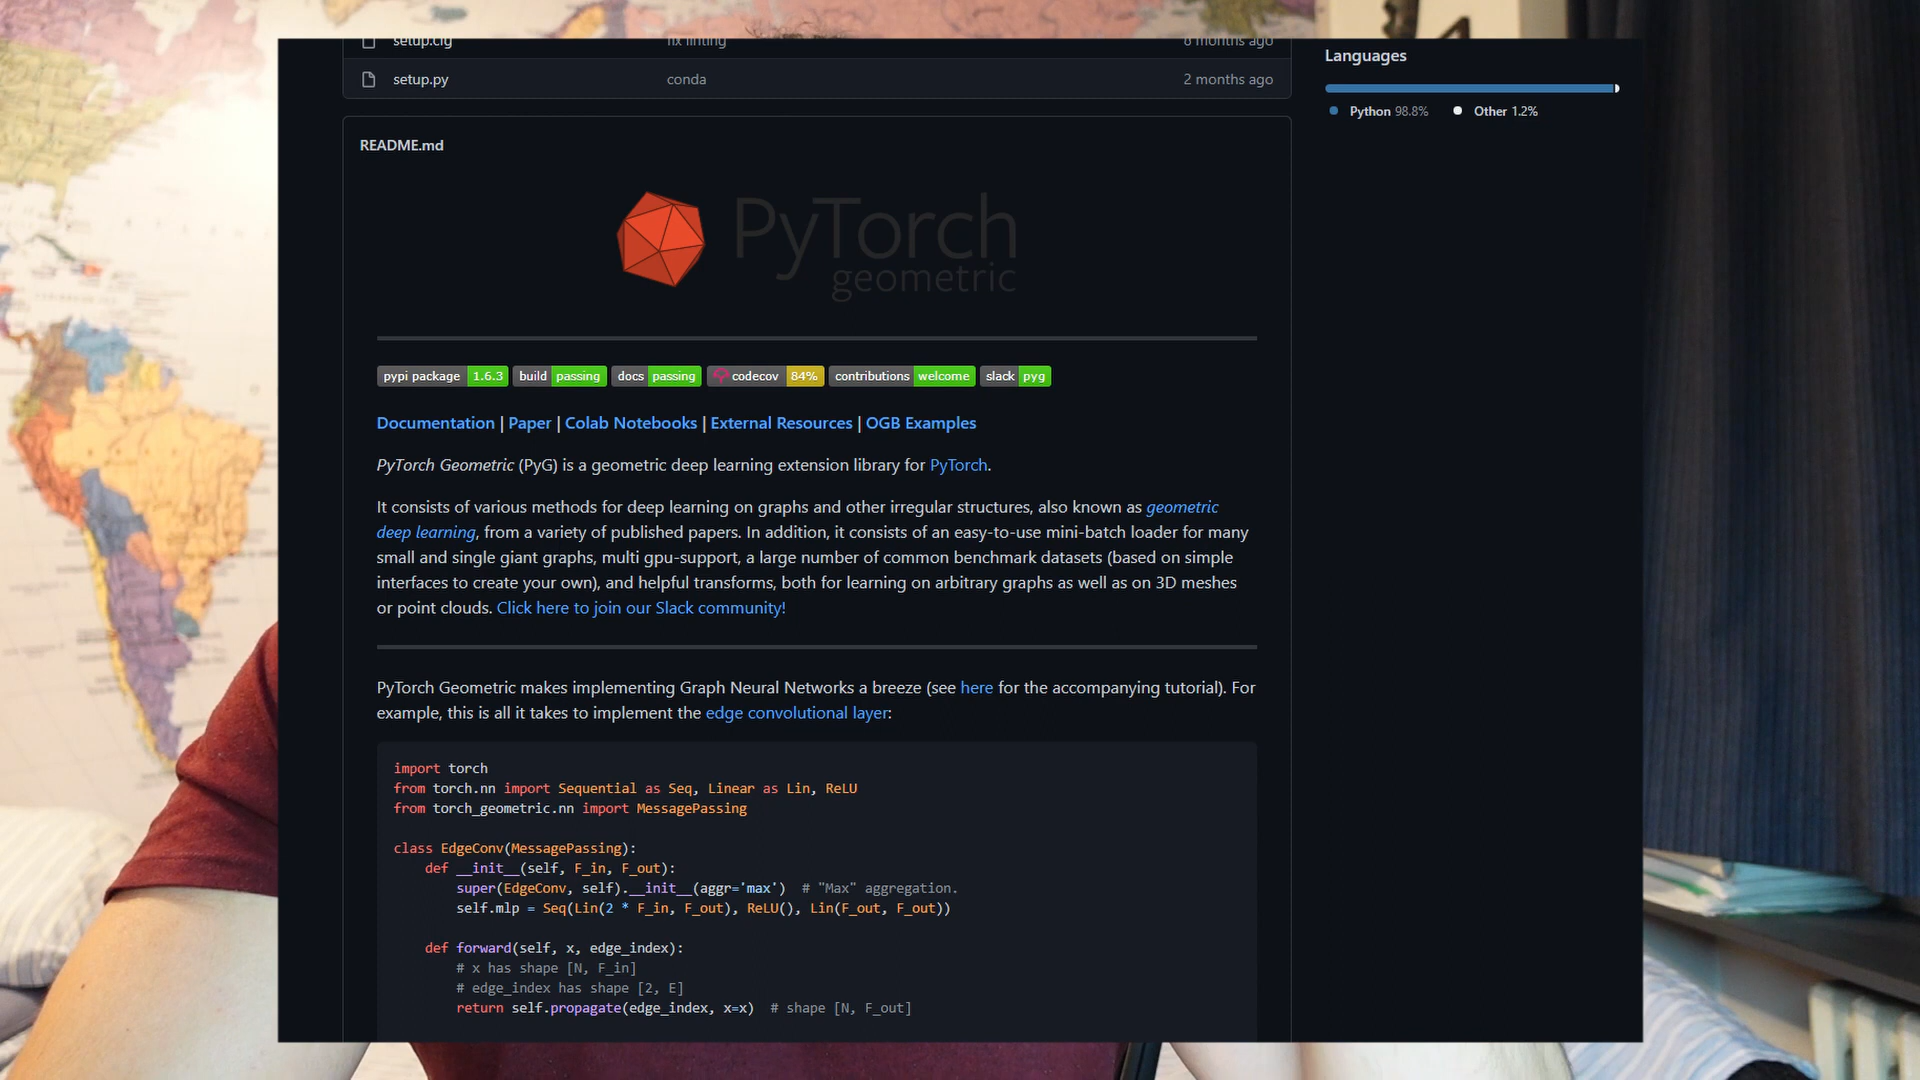 setup.cfg fix linting 8 months ago
setup.py conda 2 months ago
Languages
Python 98.8% Other 1.2%
README.md
PyTorch
geometric
pypi package 1.6.3 build passing docs passing codecov 84% contributions welcome slack pyg
Documentation | Paper | Colab Notebooks | External Resources | OGB Examples
PyTorch Geometric (PyG) is a geometric deep learning extension library for PyTorch.
It consists of various methods for deep learning on graphs and other irregular structures, also known as geometric
deep learning, from a variety of published papers. In addition, it consists of an easy-to-use mini-batch loader for many
small and single giant graphs, multi gpu-support, a large number of common benchmark datasets (based on simple
interfaces to create your own), and helpful transforms, both for learning on arbitrary graphs as well as on 3D meshes
or point clouds. Click here to join our Slack community!
PyTorch Geometric makes implementing Graph Neural Networks a breeze (see here for the accompanying tutorial). For
example, this is all it takes to implement the edge convolutional layer:
import torch
from torch.nn import Sequential as Seq, Linear as Lin, ReLU
from torch_geometric.nn import MessagePassing
class EdgeConv(MessagePassing):
def __init__(self, F_in, F_out):
super(EdgeConv, self).__init__(aggr='max') # "Max" aggregation.
self.mlp = Seq(Lin(2 * F_in, F_out), ReLU(), Lin(F_out, F_out))
def forward(self, x, edge_index):
# x has shape [N, F_in]
# edge_index has shape [2, E]
return self.propagate(edge_index, x=x) # shape [N, F_out]